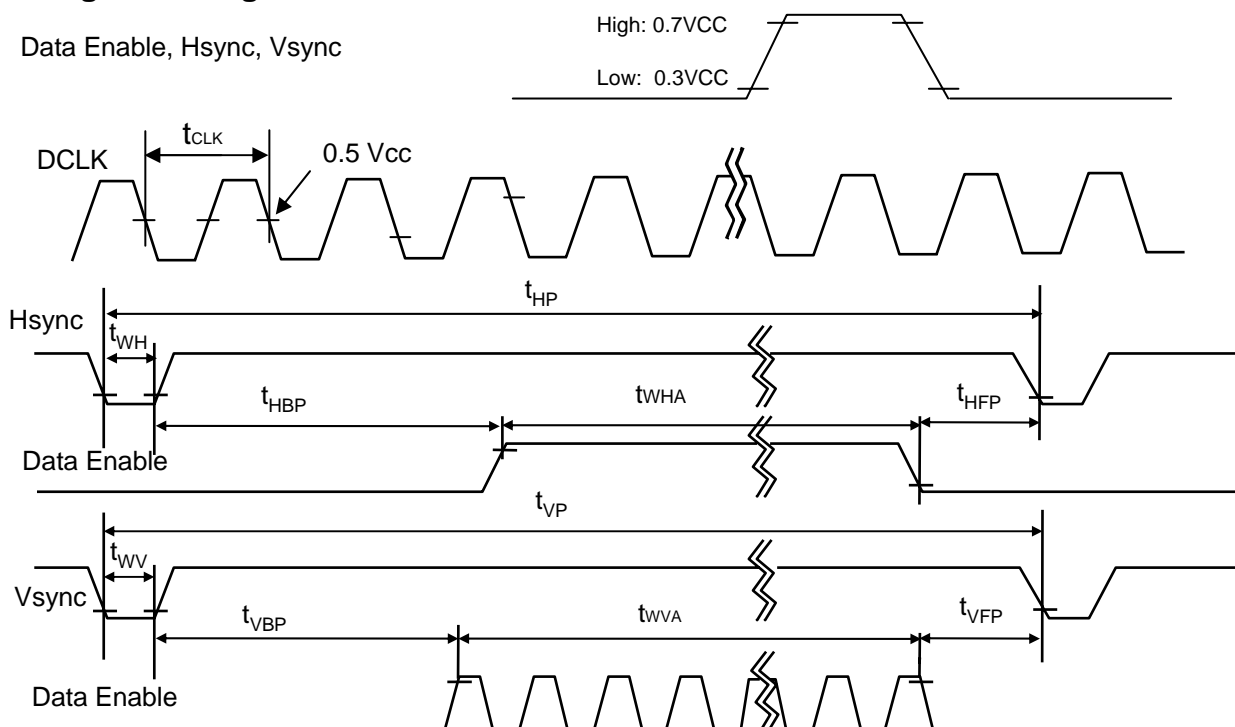 Data Enable, Hsync, Vsync
High: 0.7VCC
Low: 0.3VCC
DCLK
tCLK
0.5 Vcc
tHP
Hsync
tWH
tHBP
tWHA
tHFP
Data Enable
tVP
tWV
Vsync
tVBP
tWVA
tVFP
Data Enable